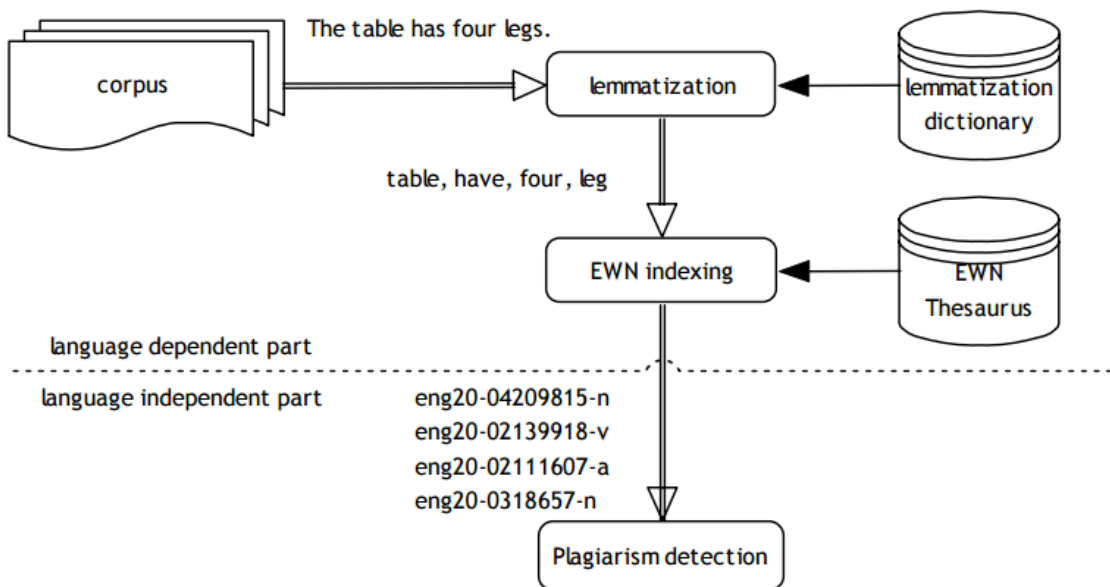 The table has four legs.
corpus
lemmatization
lemmatization
dictionary
table, have, four, leg
EWN indexing
EWN
Thesaurus
language dependent part
language independent part
eng20-04209815-n
eng20-02139918-v
eng20-02111607-a
eng20-0318657-n
Plagiarism detection